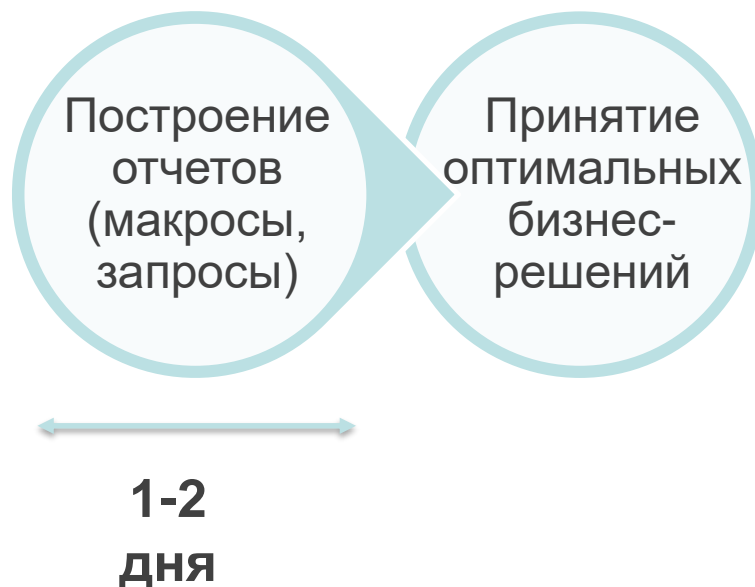 Построение
отчетов
(макросы,
запросы)
Принятие
оптимальных
бизнес-
решений
1-2
дня